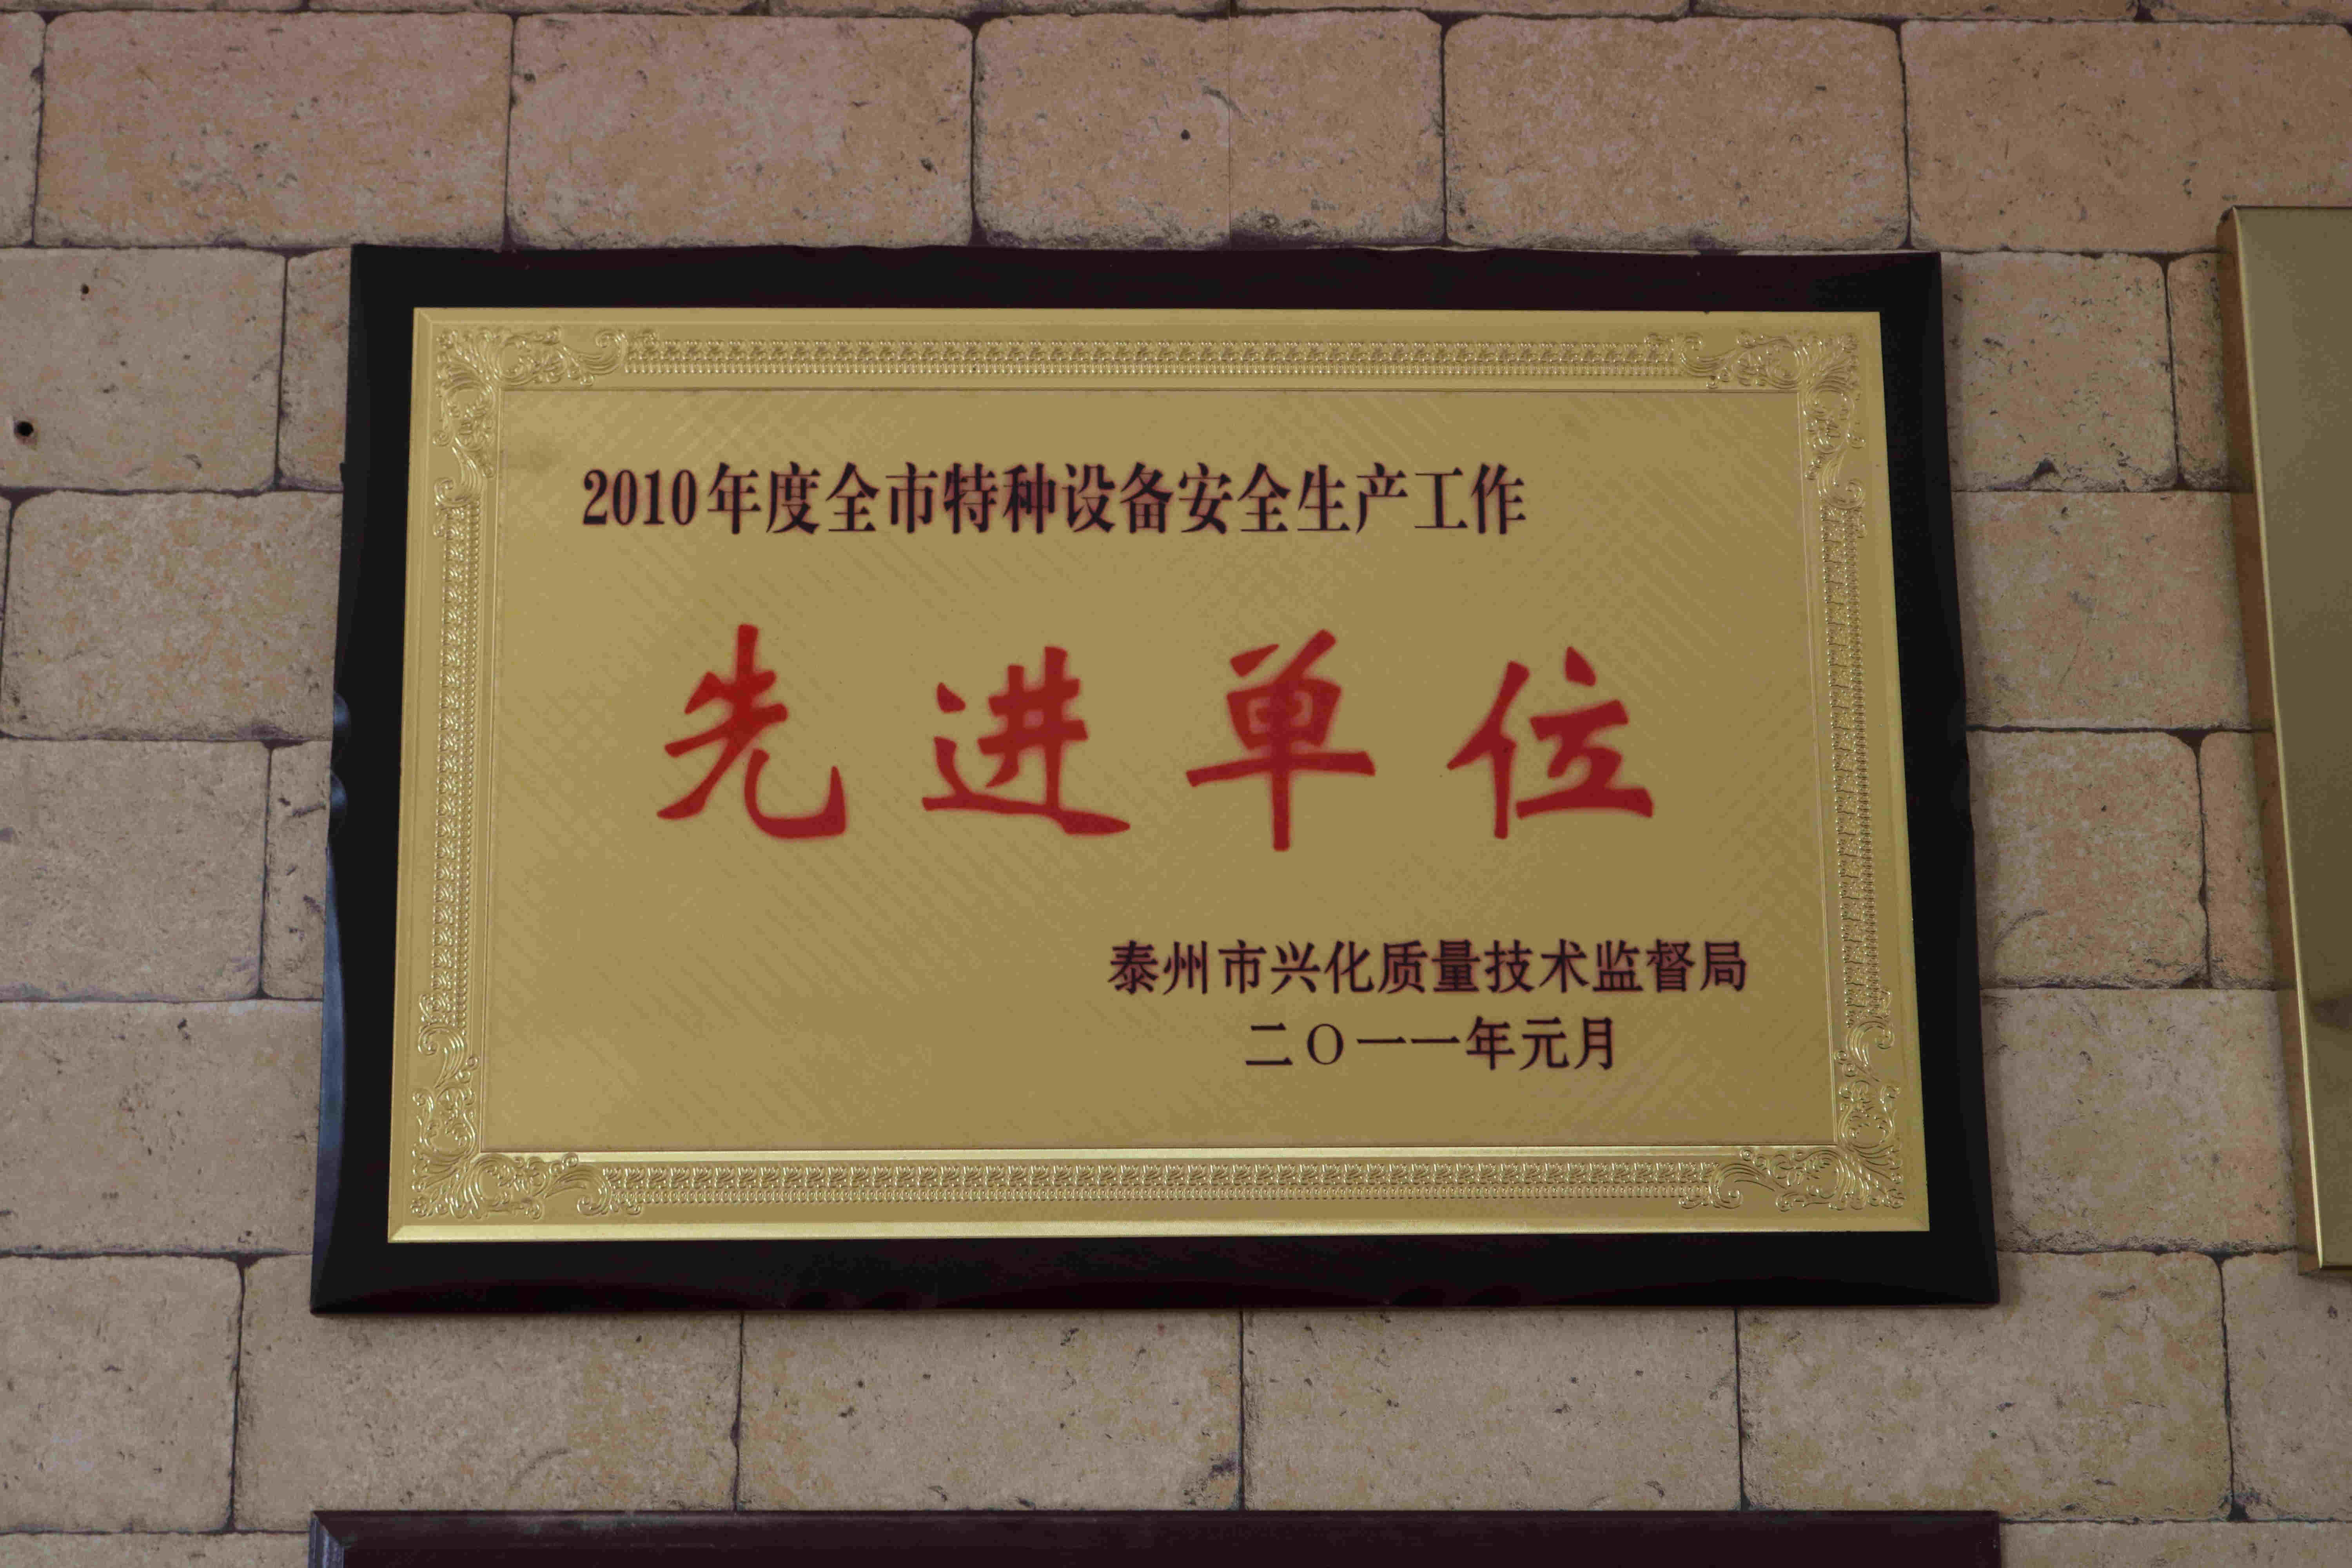 2010年度全市特种设备安全生产工作
先进单位
泰州市兴化质量技术监督局
二〇一一年元月